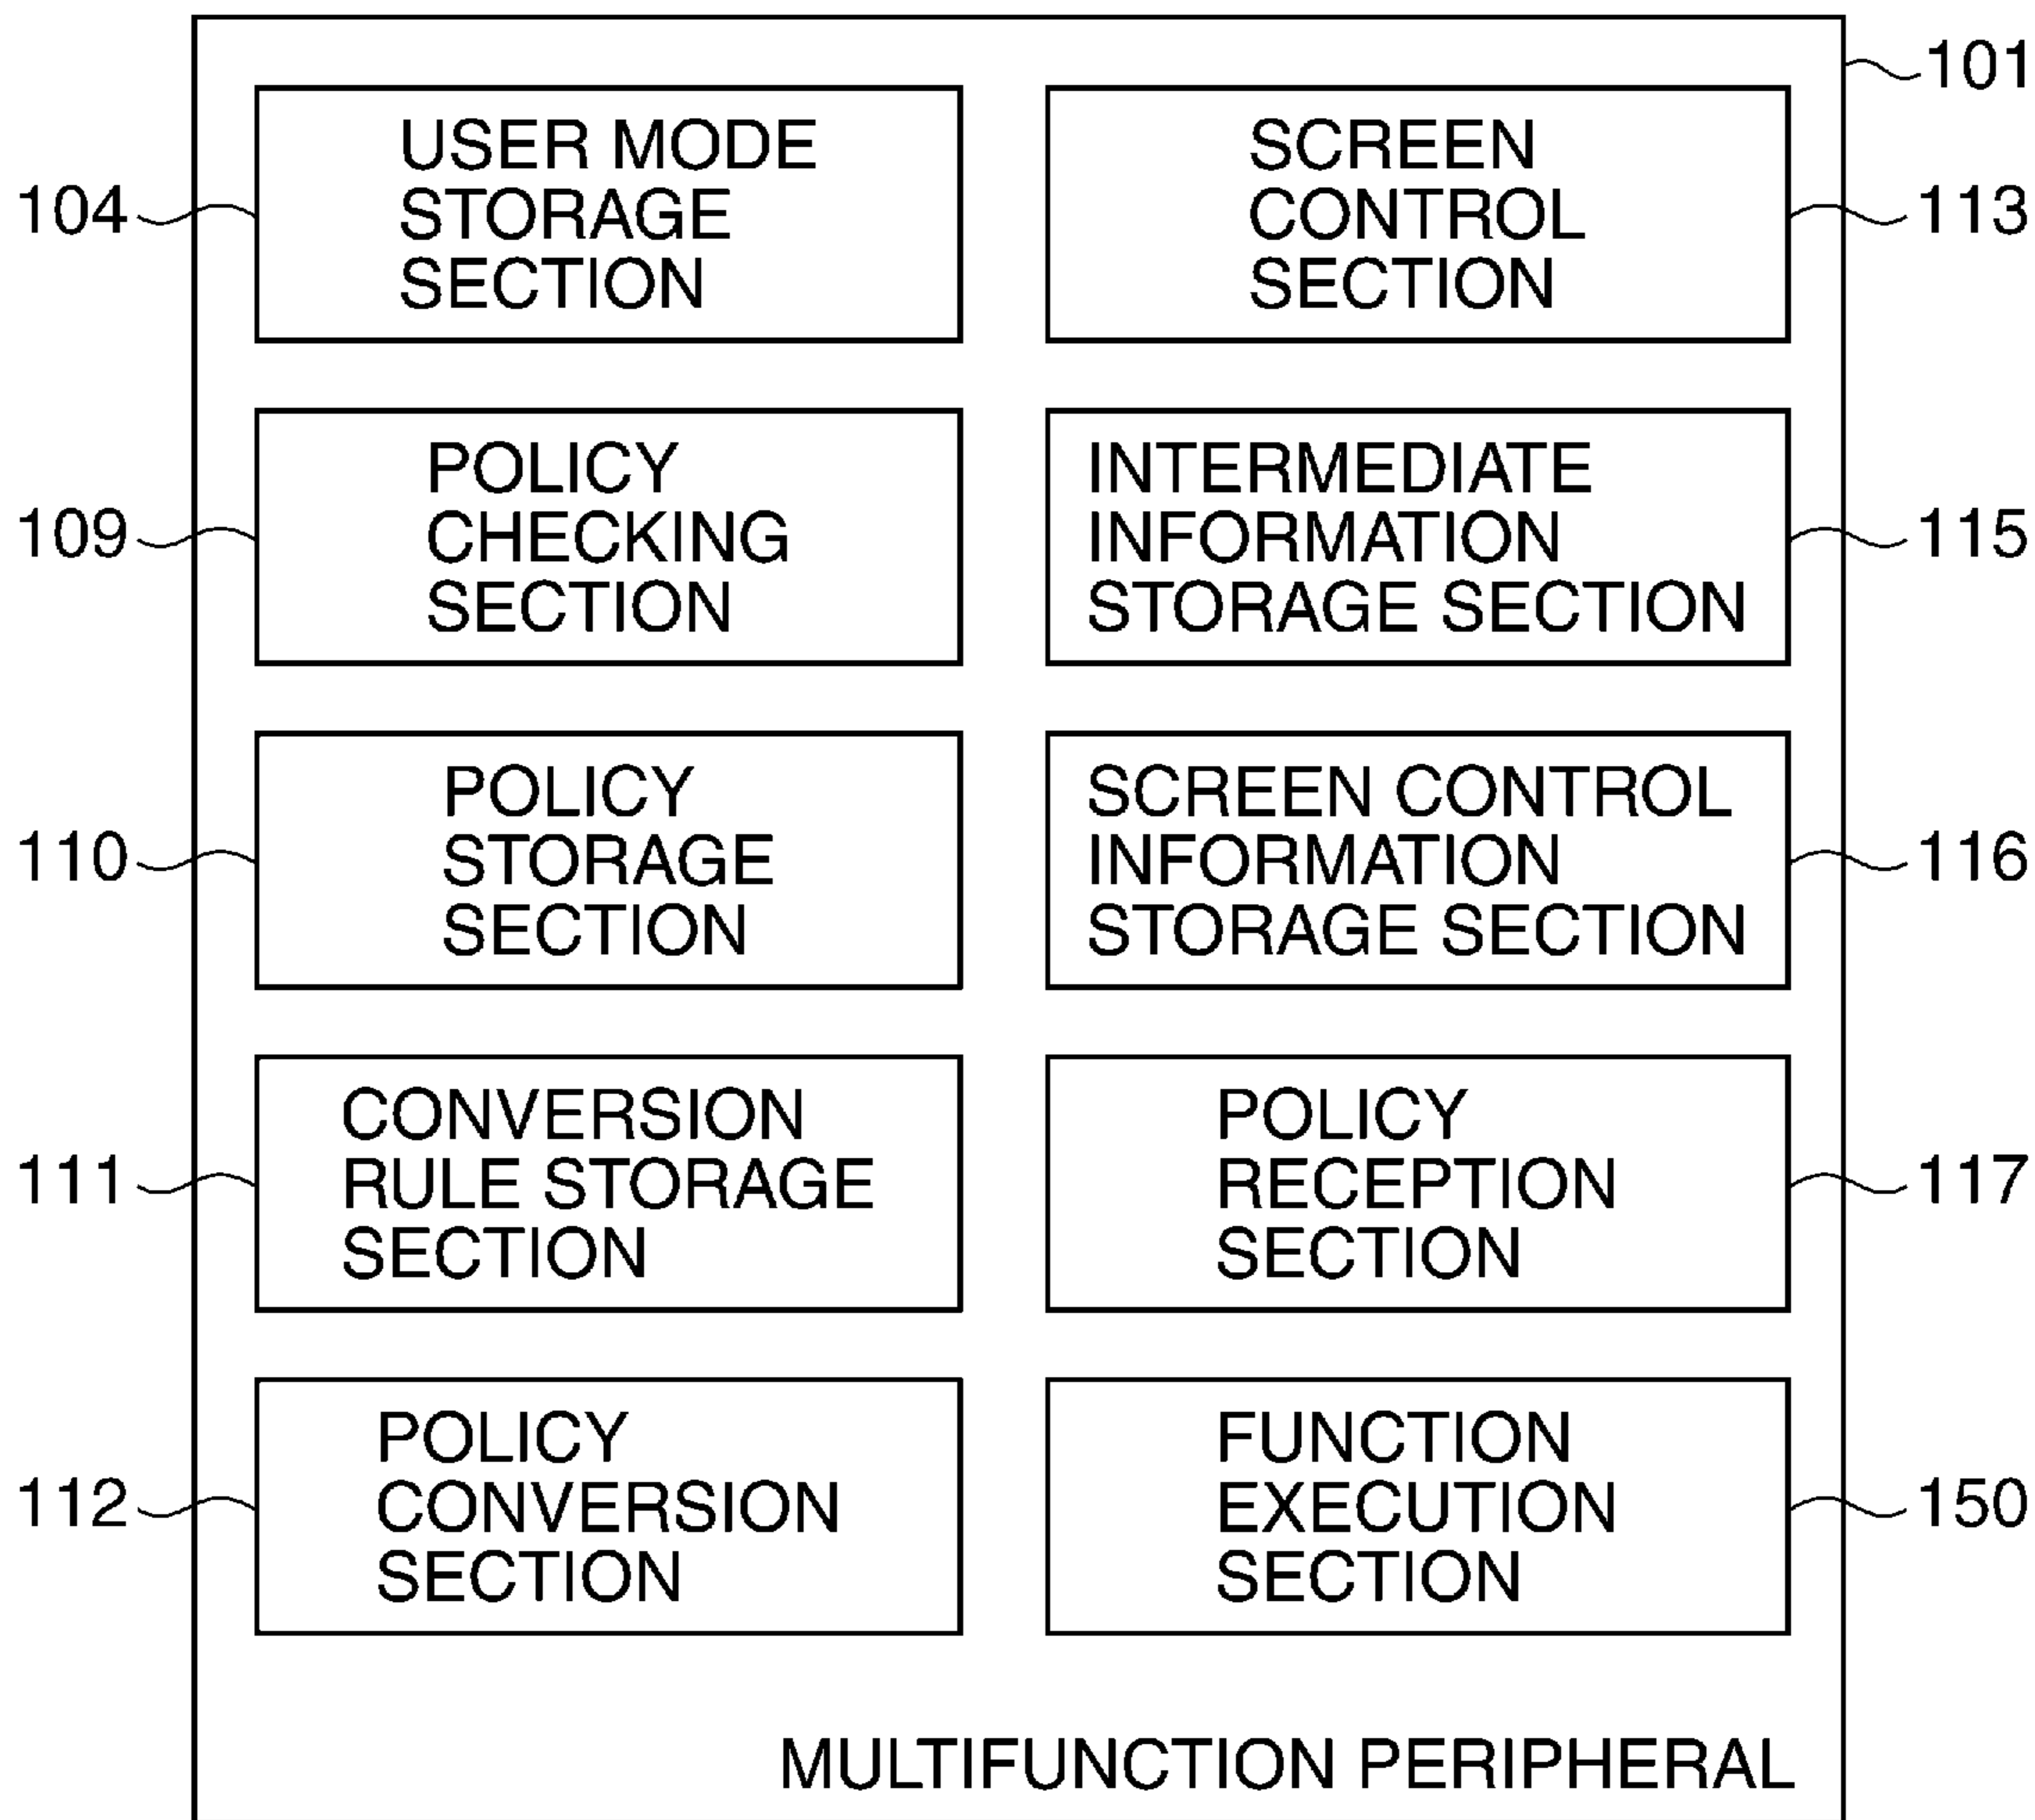 101
USER MODE
STORAGE
SECTION
104
SCREEN
CONTROL
SECTION
113
POLICY
CHECKING
SECTION
109
INTERMEDIATE
INFORMATION
STORAGE SECTION
115
POLICY
STORAGE
SECTION
110
SCREEN CONTROL
INFORMATION
STORAGE SECTION
116
CONVERSION
RULE STORAGE
SECTION
111
POLICY
RECEPTION
SECTION
117
POLICY
CONVERSION
SECTION
112
FUNCTION
EXECUTION
SECTION
150
MULTIFUNCTION PERIPHERAL